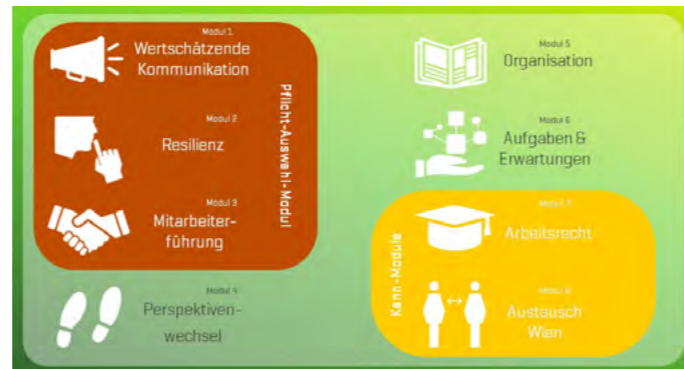 Modul 1
Wertschätzende
Kommunikation
Modul 2
Resilienz
Modul 3
Mitarbeiter-
führung
Pflicht-Auswahl-Modul
Modul 4
Perspektiven-
wechsel
Modul 5
Organisation
Modul 6
Aufgaben &
Erwartungen
Kann-Module
Modul 7
Arbeitsrecht
Modul 8
Austausch
Wien